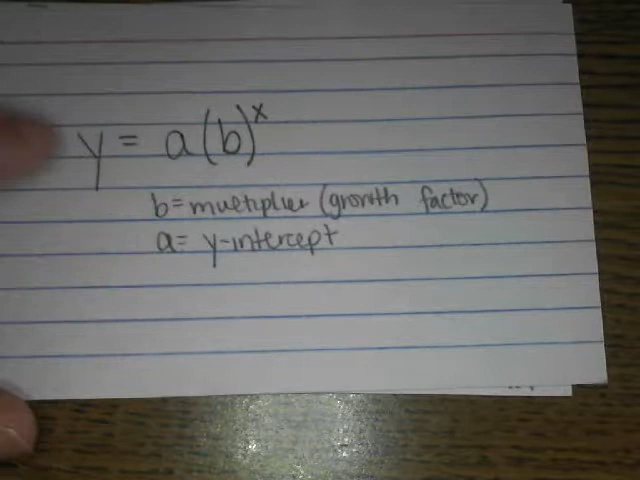 y = a(b)^x
b = multiplier (growth factor)
a = y-intercept